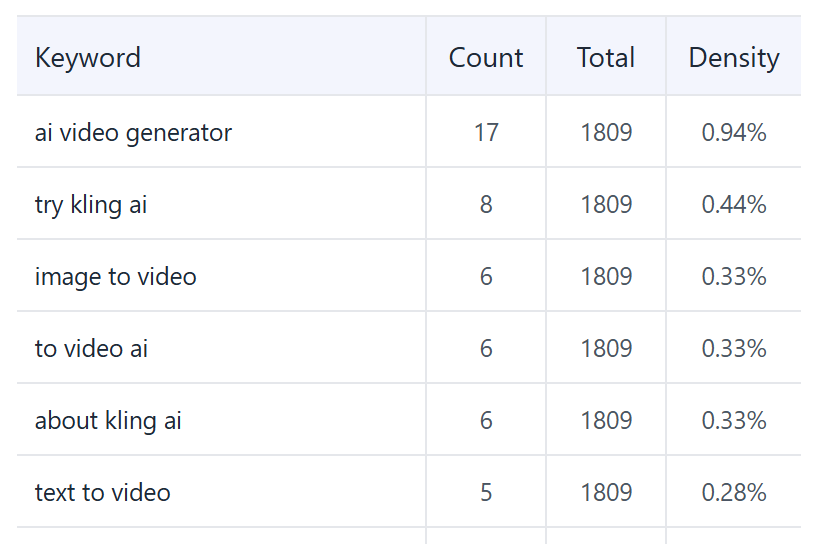 Keyword Count Total Density
ai video generator 17 1809 0.94%
try kling ai 8 1809 0.44%
image to video 6 1809 0.33%
to video ai 6 1809 0.33%
about kling ai 6 1809 0.33%
text to video 5 1809 0.28%